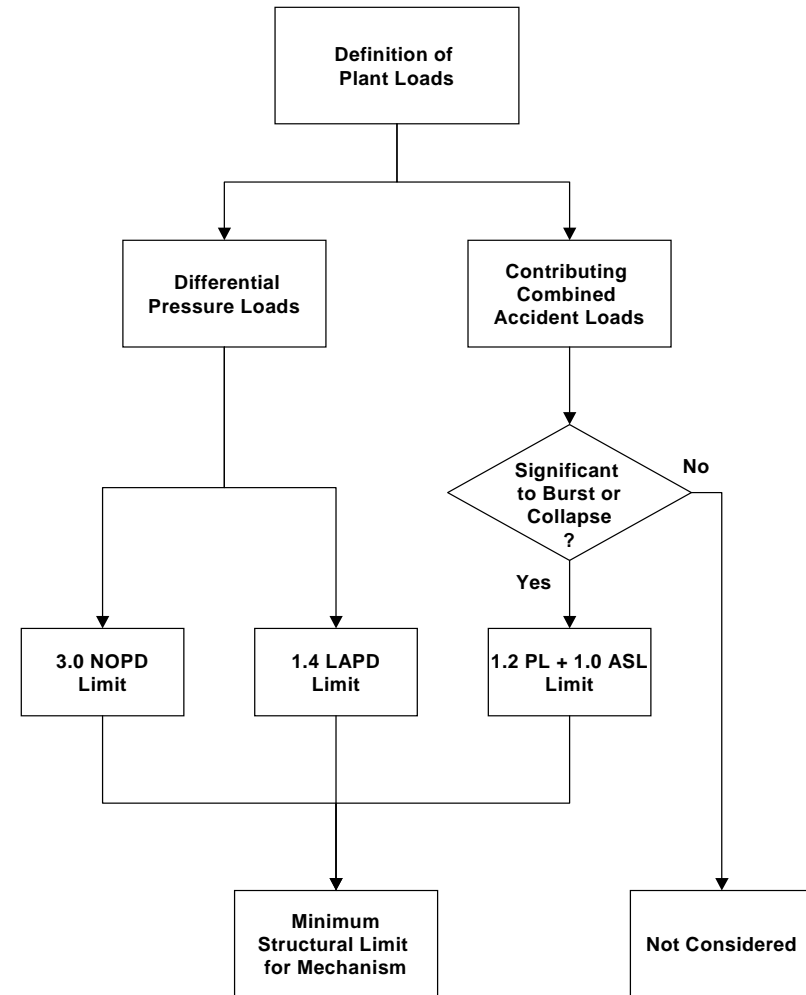 Definition of
Plant Loads
Differential
Pressure Loads
Contributing
Combined
Accident Loads
Significant
to Burst or
Collapse
?
No
Yes
3.0 NOPD
Limit
1.4 LAPD
Limit
1.2 PL + 1.0 ASL
Limit
Minimum
Structural Limit
for Mechanism
Not Considered